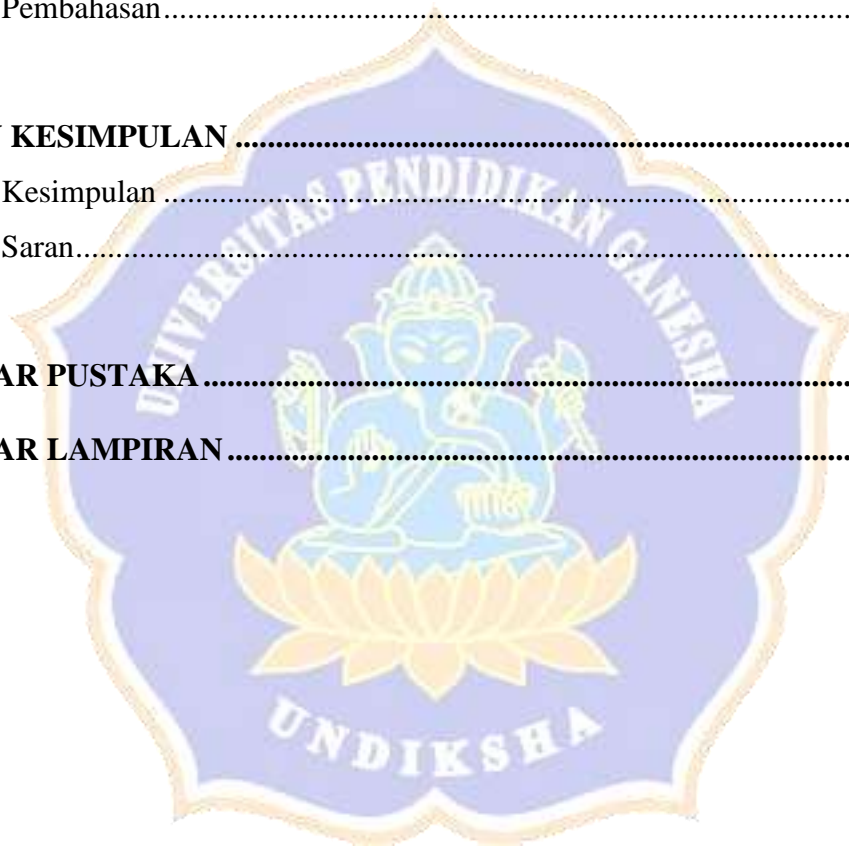 Pembahasan..........................................................................................
KESIMPULAN ..............................................................................
Kesimpulan ..........................................................................................
Saran....................................................................................................
AR PUSTAKA..................................................................................
AR LAMPIRAN...............................................................................
UNIVERSITAS PENDIDIKAN GANESHA
UNDIKSHA